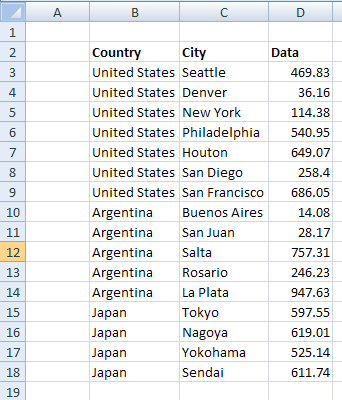 A B C D
1
2 Country City Data
3 United States Seattle 469.83
4 United States Denver 36.16
5 United States New York 114.38
6 United States Philadelphia 540.95
7 United States Houton 649.07
8 United States San Diego 258.4
9 United States San Francisco 686.05
10 Argentina Buenos Aires 14.08
11 Argentina San Juan 28.17
12 Argentina Salta 757.31
13 Argentina Rosario 246.23
14 Argentina La Plata 947.63
15 Japan Tokyo 597.55
16 Japan Nagoya 619.01
17 Japan Yokohama 525.14
18 Japan Sendai 611.74
19